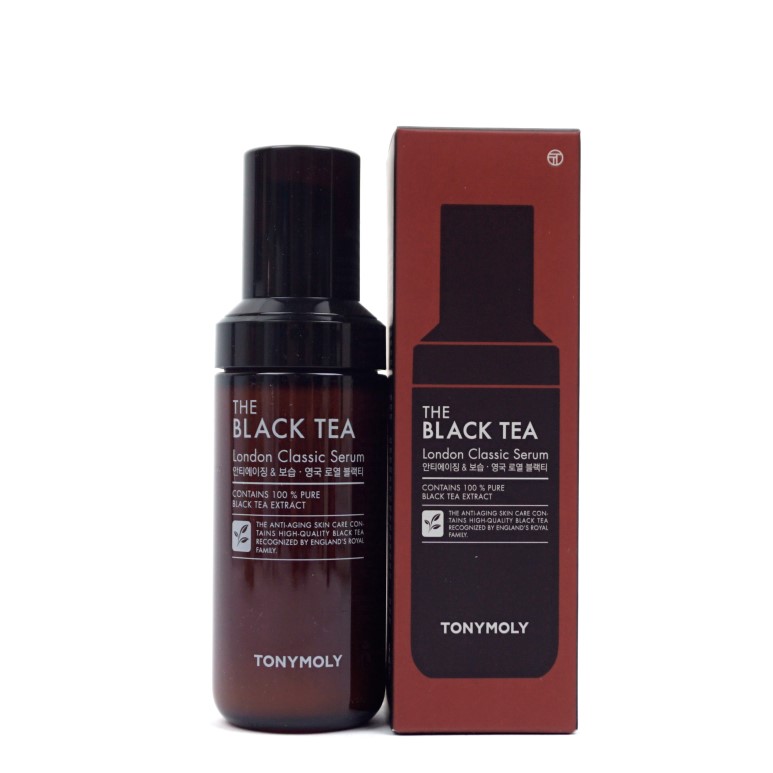 THE
BLACK TEA
London Classic Serum
안티에이징 & 보습 · 영국 로열 블랙티
CONTAINS 100 % PURE
BLACK TEA EXTRACT
THE ANTI-AGING SKIN CARE CON-
TAINS HIGH-QUALITY BLACK TEA
RECOGNIZED BY ENGLAND'S ROYAL
FAMILY.
TONYMOLY
THE
BLACK TEA
London Classic Serum
안티에이징 & 보습 · 영국 로열 블랙티
CONTAINS 100 % PURE
BLACK TEA EXTRACT
THE ANTI-AGING SKIN CARE CON-
TAINS HIGH-QUALITY BLACK TEA
RECOGNIZED BY ENGLAND'S ROYAL
FAMILY.
TONYMOLY